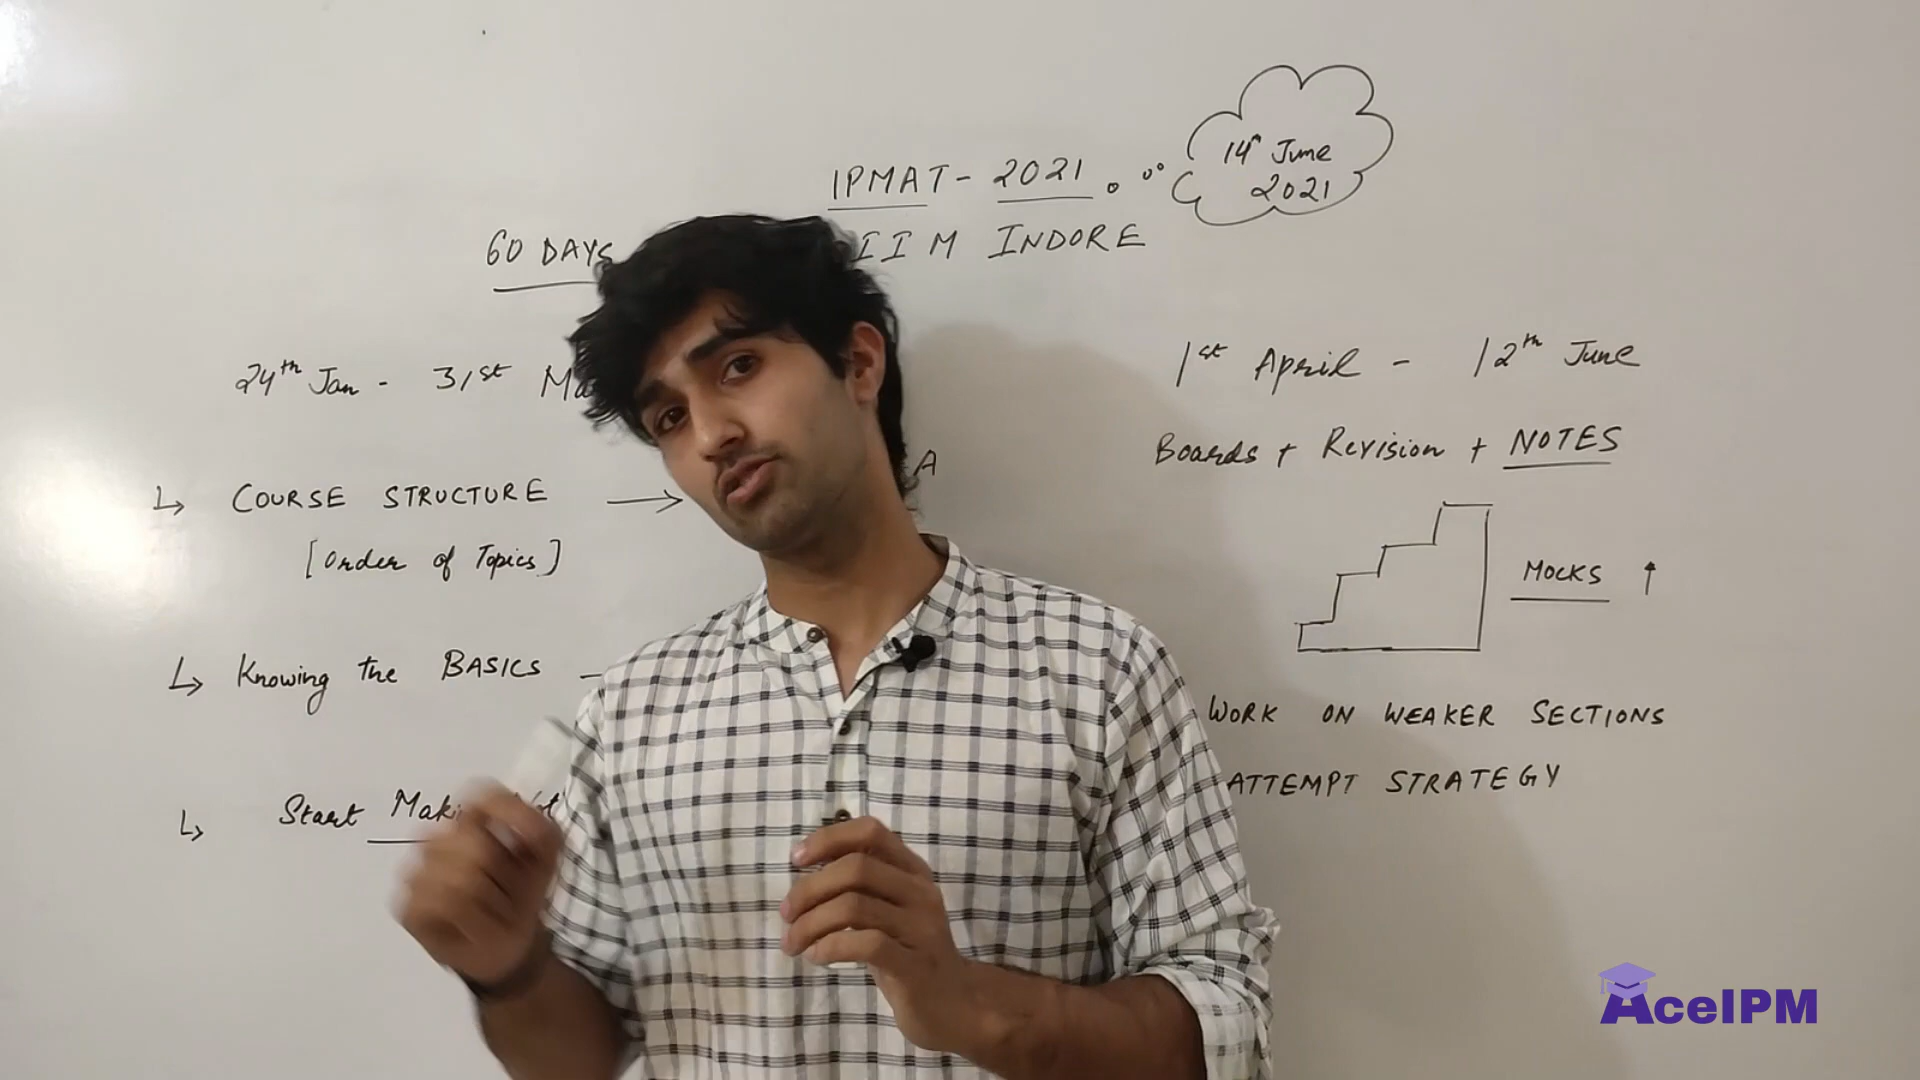 14th June
2021
IPMAT - 2021
IIM INDORE
60 DAYS
24th Jan - 31st
1st April - 12th June
Boards + Revision + NOTES
COURSE STRUCTURE → A
[Order of Topics]
MOCKS ↑
Knowing the BASICS -
WORK ON WEAKER SECTIONS
ATTEMPT STRATEGY
Start
AceIPM